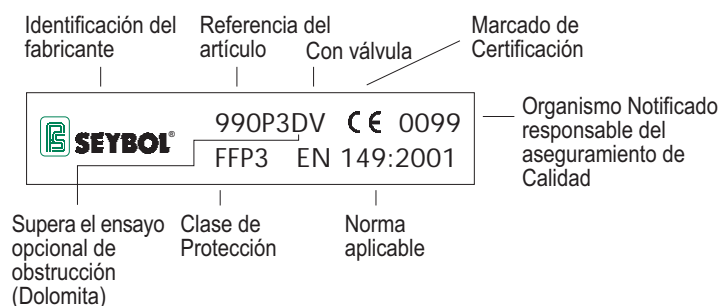 Identificación del
fabricante
Referencia del
artículo
Con válvula
Marcado de
Certificación
SEYBOL®
990P3DV CE 0099
FFP3 EN 149:2001
Organismo Notificado
responsable del
aseguramiento de
Calidad
Supera el ensayo
opcional de
obstrucción
(Dolomita)
Clase de
Protección
Norma
aplicable